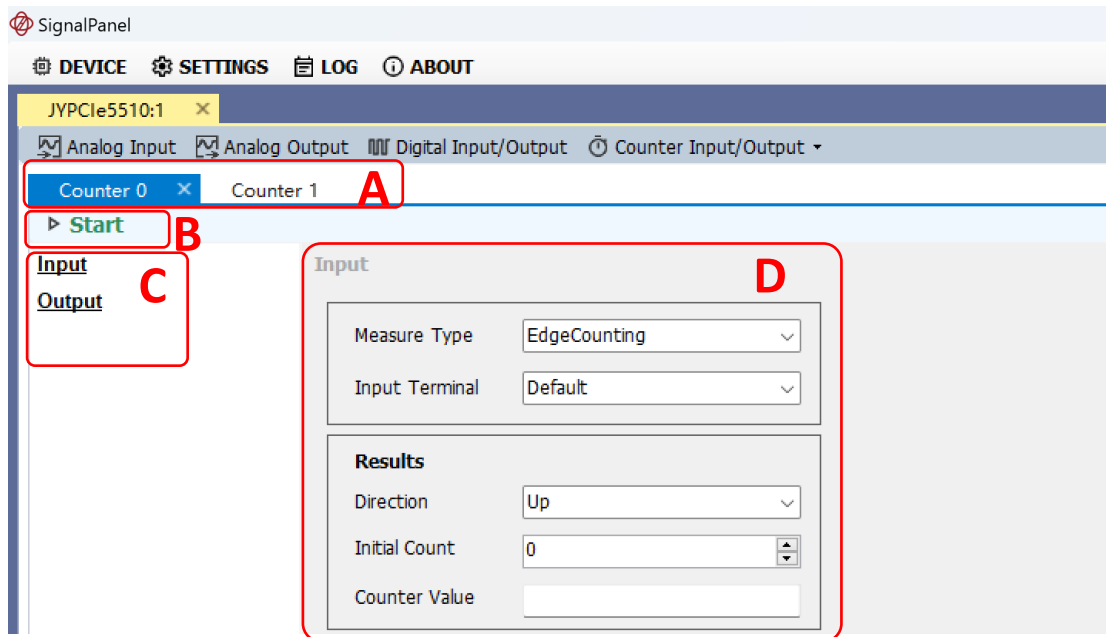 SignalPanel
DEVICE SETTINGS LOG ABOUT
JYPCIe5510:1 ×
Analog Input Analog Output Digital Input/Output Counter Input/Output
Counter 0 × Counter 1 A
Start B
Input
Output
C
Input
D
Measure Type EdgeCounting
Input Terminal Default
Results
Direction Up
Initial Count 0
Counter Value